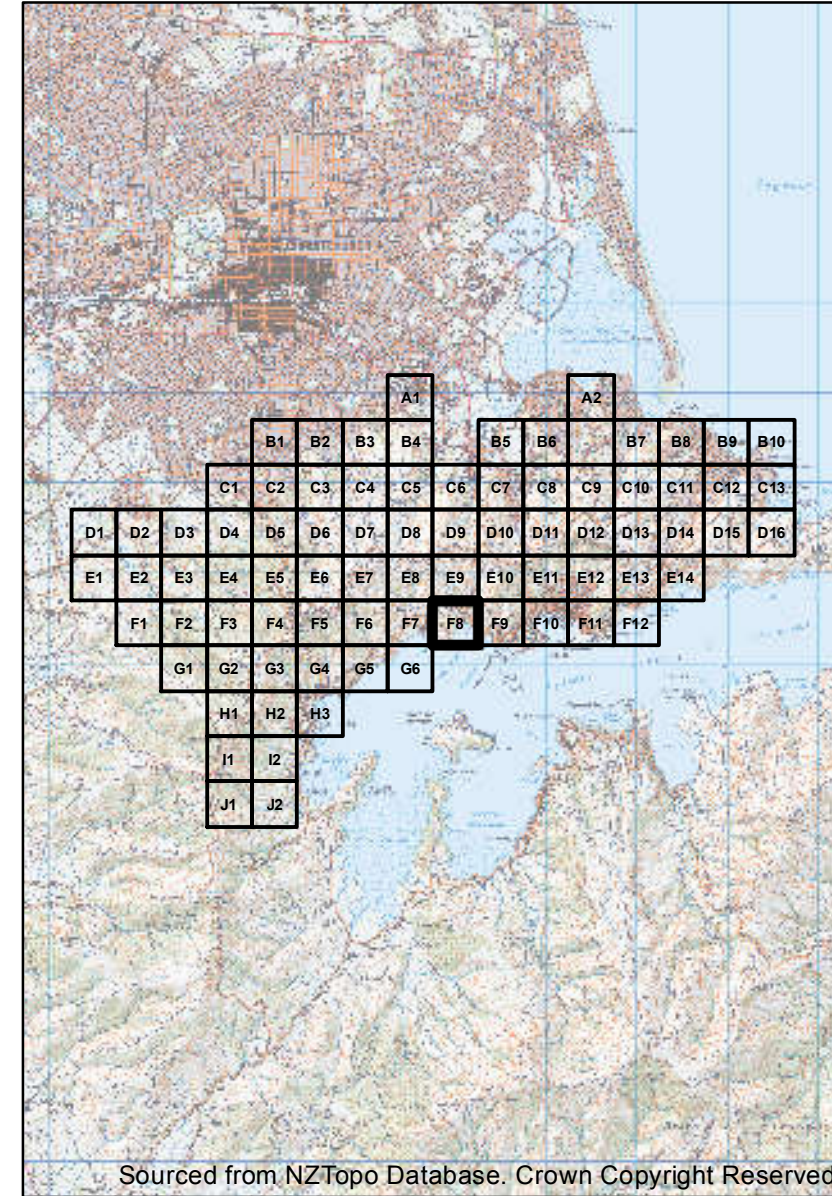 A1 A2
B1 B2 B3 B4 B5 B6 B7 B8 B9 B10
C1 C2 C3 C4 C5 C6 C7 C8 C9 C10 C11 C12 C13
D1 D2 D3 D4 D5 D6 D7 D8 D9 D10 D11 D12 D13 D14 D15 D16
E1 E2 E3 E4 E5 E6 E7 E8 E9 E10 E11 E12 E13 E14
F1 F2 F3 F4 F5 F6 F7 F8 F9 F10 F11 F12
G1 G2 G3 G4 G5 G6
H1 H2 H3
I1 I2
J1 J2
Sourced from NZTopo Database. Crown Copyright Reserved